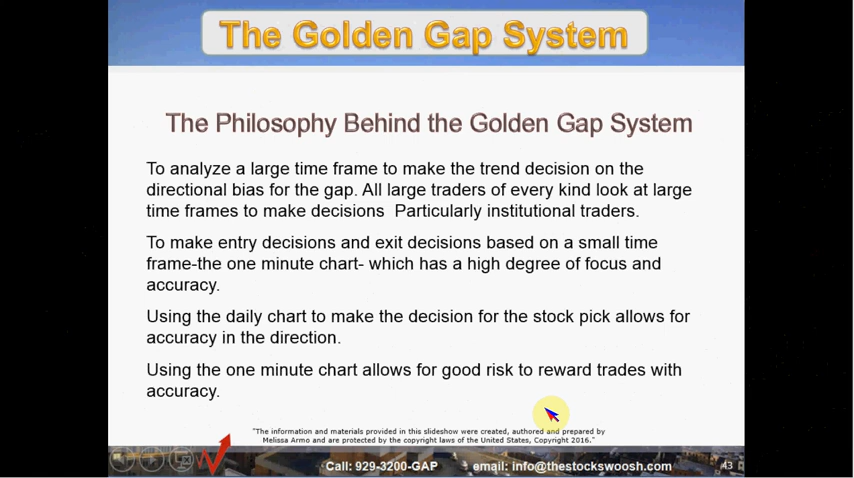 The Golden Gap System
The Philosophy Behind the Golden Gap System
To analyze a large time frame to make the trend decision on the
directional bias for the gap. All large traders of every kind look at large
time frames to make decisions  Particularly institutional traders.
To make entry decisions and exit decisions based on a small time
frame-the one minute chart- which has a high degree of focus and
accuracy.
Using the daily chart to make the decision for the stock pick allows for
accuracy in the direction.
Using the one minute chart allows for good risk to reward trades with
accuracy.
"The information and materials provided in this slideshow were created, authored and prepared by
Melissa Armo and are protected by the copyright laws of the United States, Copyright 2016."
Call: 929-3200-GAP email: info@thestockswoosh.com 43